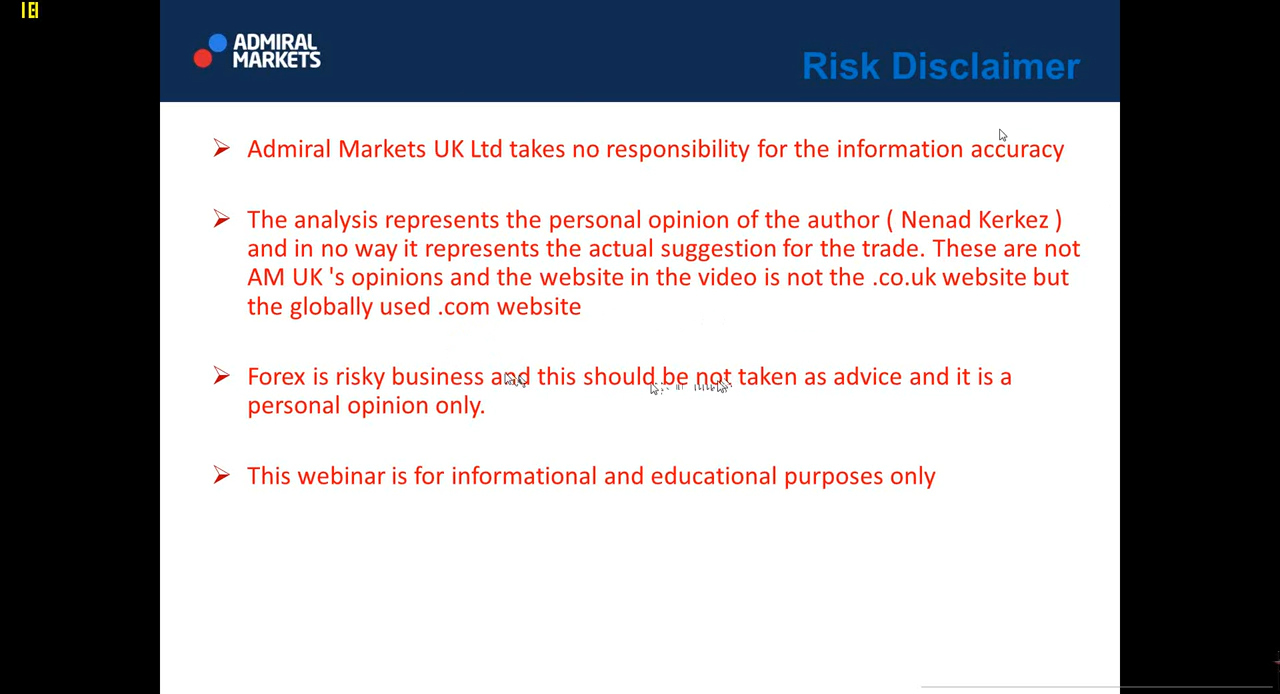 ADMIRAL
MARKETS
Risk Disclaimer
Admiral Markets UK Ltd takes no responsibility for the information accuracy
The analysis represents the personal opinion of the author ( Nenad Kerkez )
and in no way it represents the actual suggestion for the trade. These are not
AM UK 's opinions and the website in the video is not the .co.uk website but
the globally used .com website
Forex is risky business and this should be not taken as advice and it is a
personal opinion only.
This webinar is for informational and educational purposes only